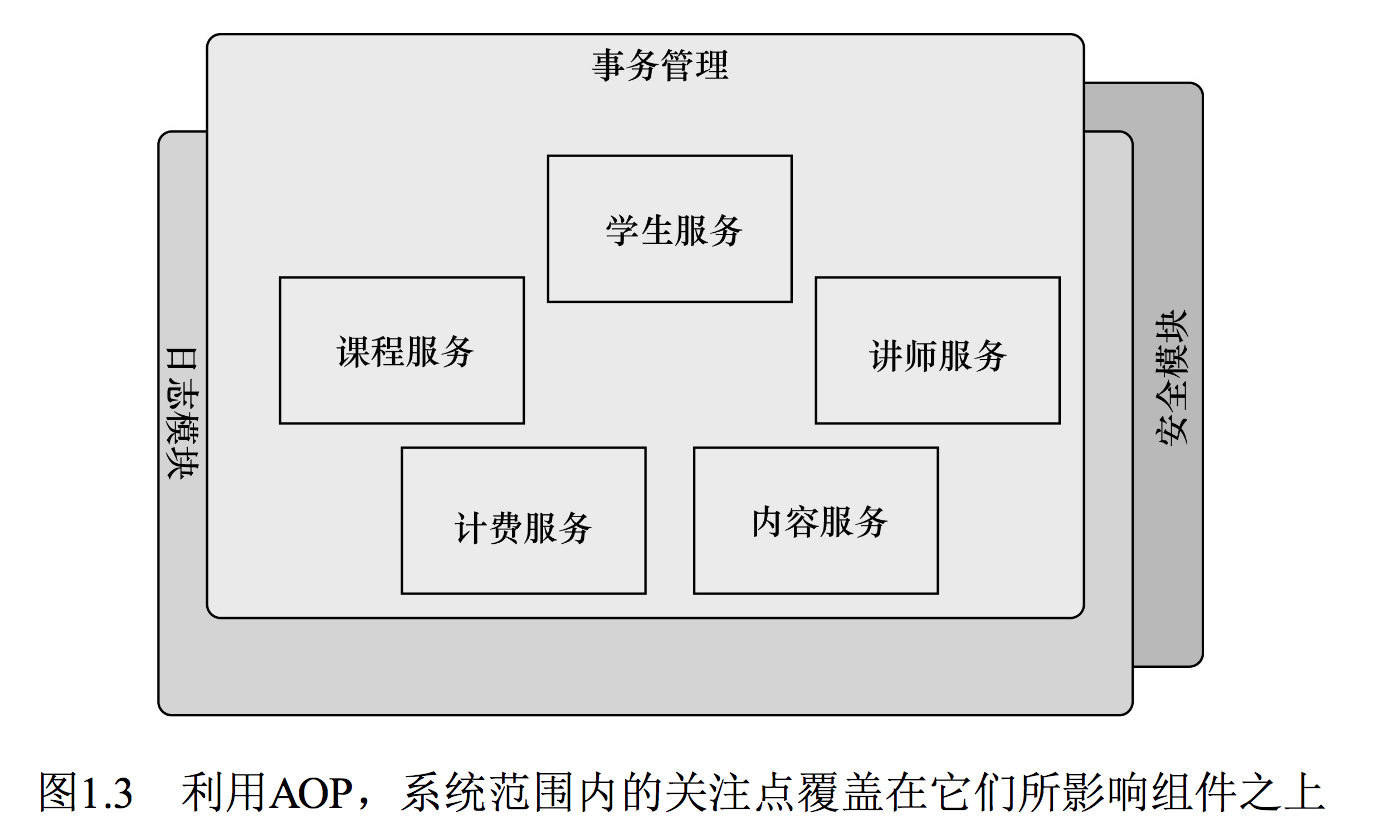 事务管理
学生服务
课程服务
讲师服务
日志模块
安全模块
计费服务
内容服务
图1.3 利用AOP，系统范围内的关注点覆盖在它们所影响组件之上